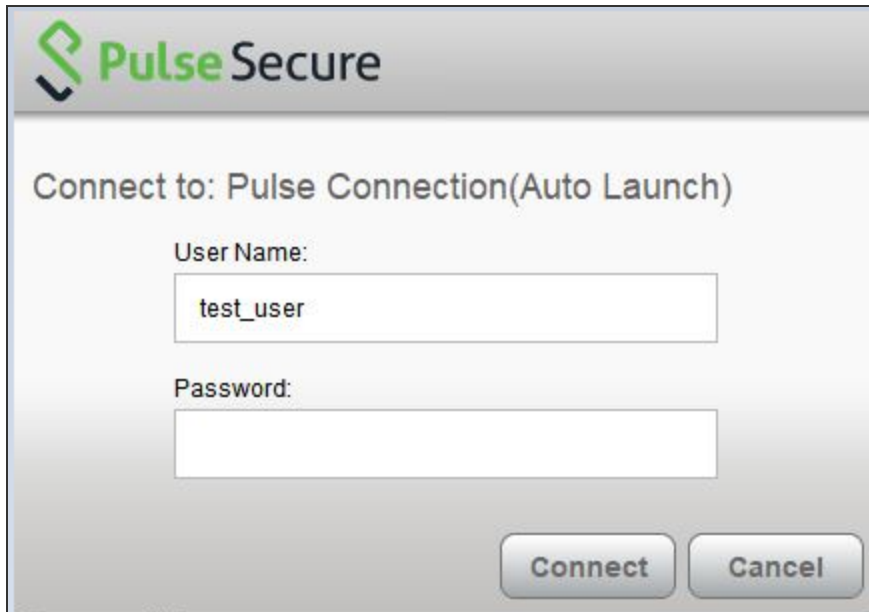 Pulse Secure
Connect to: Pulse Connection(Auto Launch)
User Name:
test_user
Password:
Connect Cancel